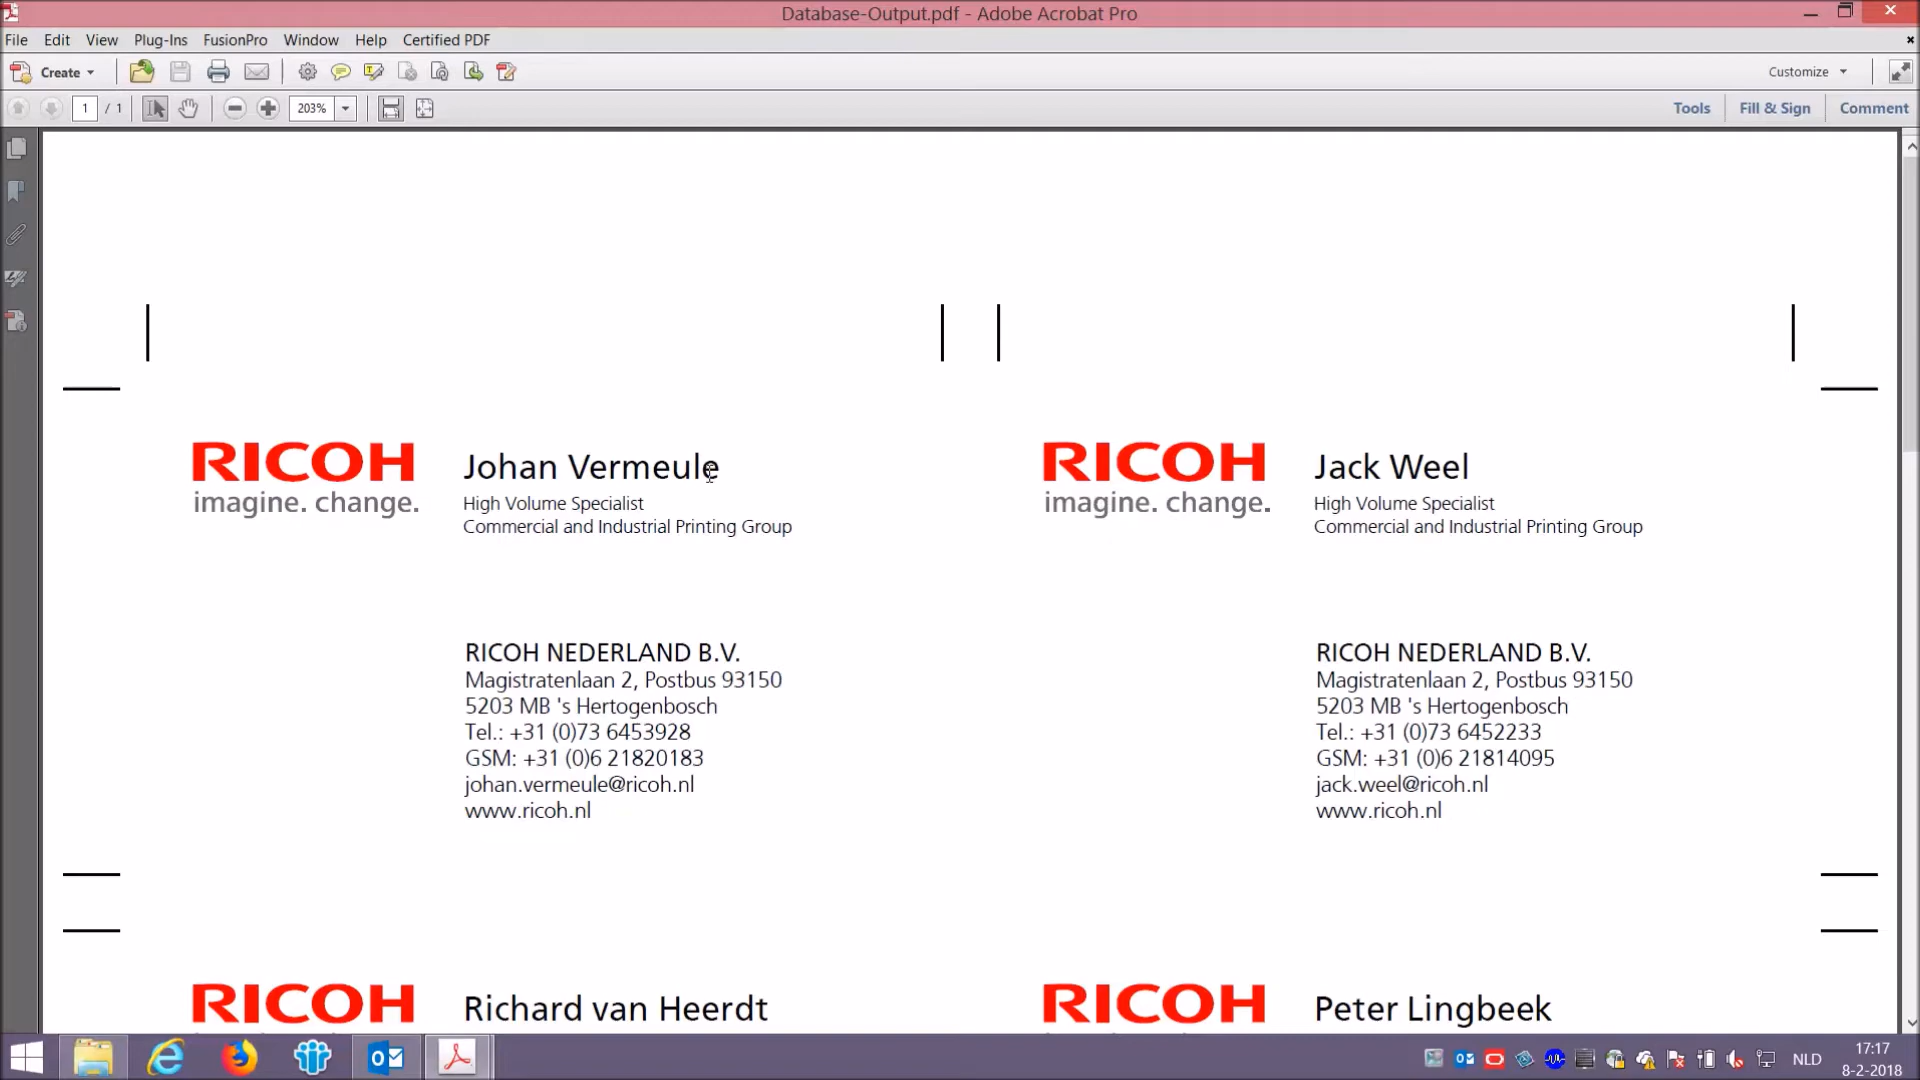 Database-Output.pdf - Adobe Acrobat Pro
File Edit View Plug-Ins FusionPro Window Help Certified PDF
Create
Customize
1 / 1
203%
Tools
Fill & Sign
Comment
RICOH
imagine. change.
Johan Vermeule
High Volume Specialist
Commercial and Industrial Printing Group
RICOH NEDERLAND B.V.
Magistratenlaan 2, Postbus 93150
5203 MB 's Hertogenbosch
Tel.: +31 (0)73 6453928
GSM: +31 (0)6 21820183
johan.vermeule@ricoh.nl
www.ricoh.nl
RICOH
imagine. change.
Jack Weel
High Volume Specialist
Commercial and Industrial Printing Group
RICOH NEDERLAND B.V.
Magistratenlaan 2, Postbus 93150
5203 MB 's Hertogenbosch
Tel.: +31 (0)73 6452233
GSM: +31 (0)6 21814095
jack.weel@ricoh.nl
www.ricoh.nl
RICOH
Richard van Heerdt
RICOH
Peter Lingbeek
NLD
17:17
8-2-2018